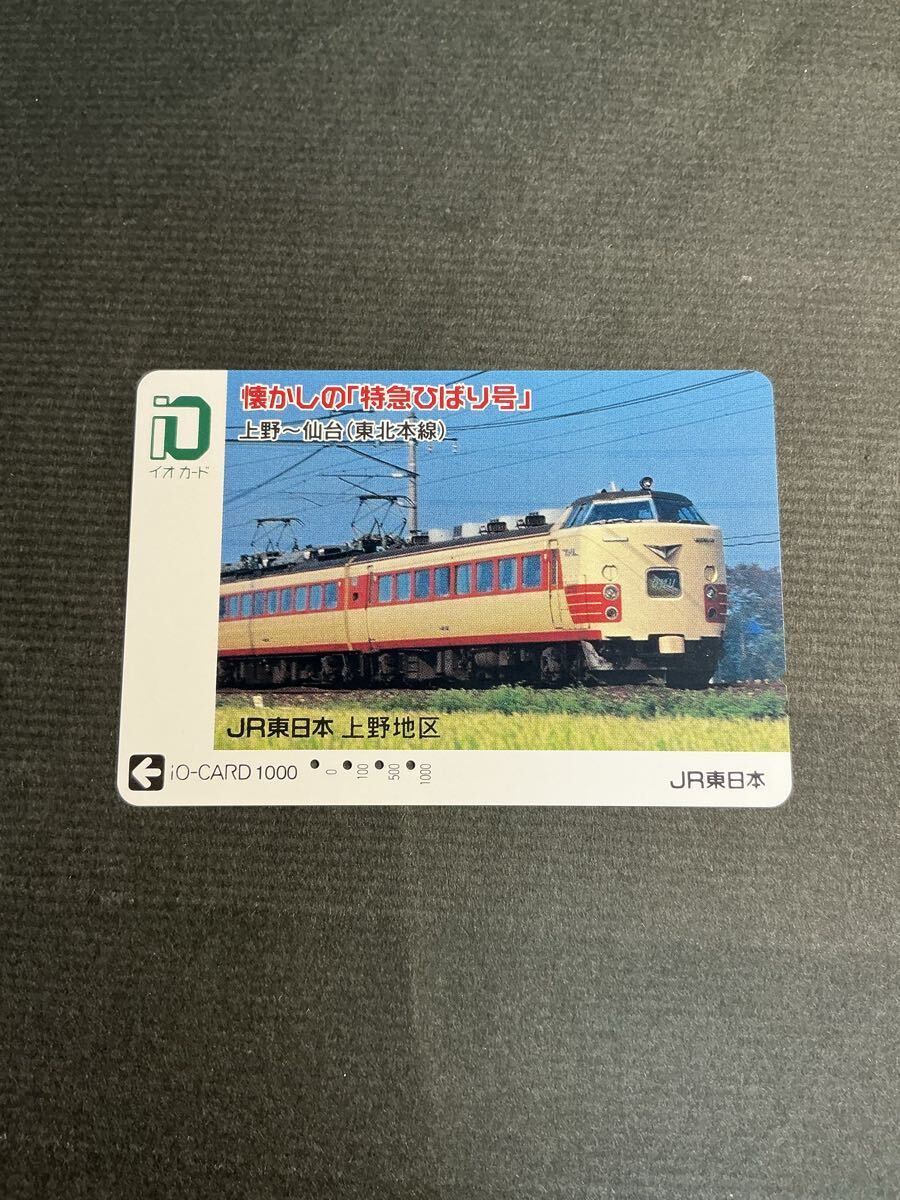 iO
イオカード
懐かしの「特急ひばり号」
上野～仙台(東北本線)
JR東日本 上野地区
iO-CARD 1000
0
100
500
1000
JR東日本